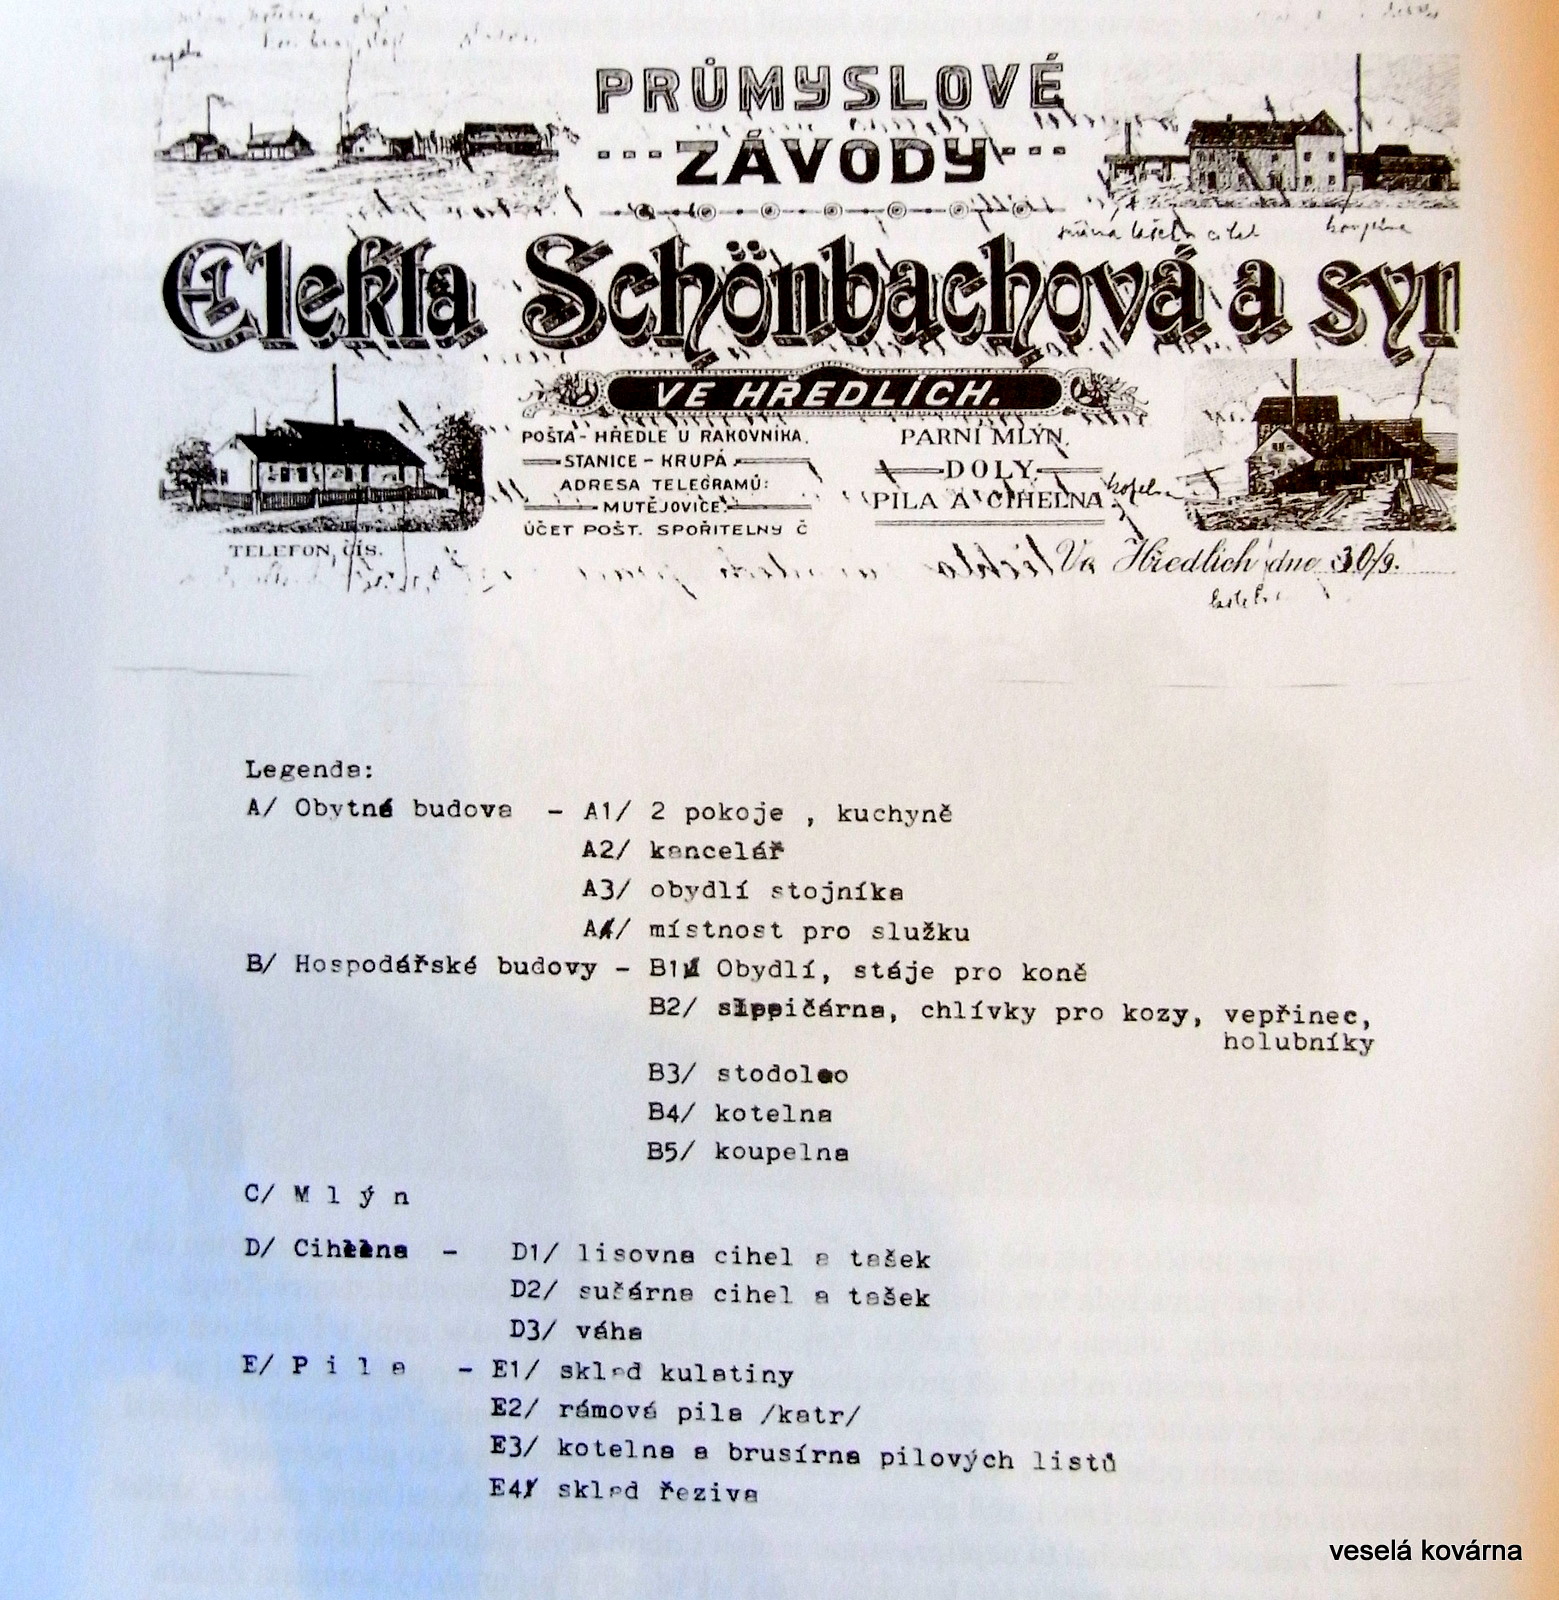 PRŮMYSLOVÉ
ZÁVODY
Elekta Schönbachová a syn
VE HŘEDLÍCH.
POŠTA - HŘEDLE U RAKOVNÍKA.
STANICE - KRUPÁ.
ADRESA TELEGRAMŮ:
MUTĚJOVICE.
ÚČET POŠT. SPOŘITELNY Č
PARNÍ MLÝN,
DOLY,
PILA A CIHELNA.
TELEFON ČÍS.
Ve Hředlích dne 30/9.
Legenda:
A/ Obytná budova - A1/ 2 pokoje , kuchyně
A2/ kancelář
A3/ obydlí stojníka
A4/ místnost pro služku
B/ Hospodářské budovy - B1/ Obydlí, stáje pro koně
B2/ slepičárna, chlívky pro kozy, vepřinec,
holubníky
B3/ stodola
B4/ kotelna
B5/ koupelna
C/ M l ý n
D/ Cihelna - D1/ lisovna cihel a tašek
D2/ sučárna cihel a tašek
D3/ váha
E/ P i l a - E1/ sklad kulatiny
E2/ rámová pila /katr/
E3/ kotelna a brusírna pilových listů
E4/ sklad řeziva
veselá kovárna